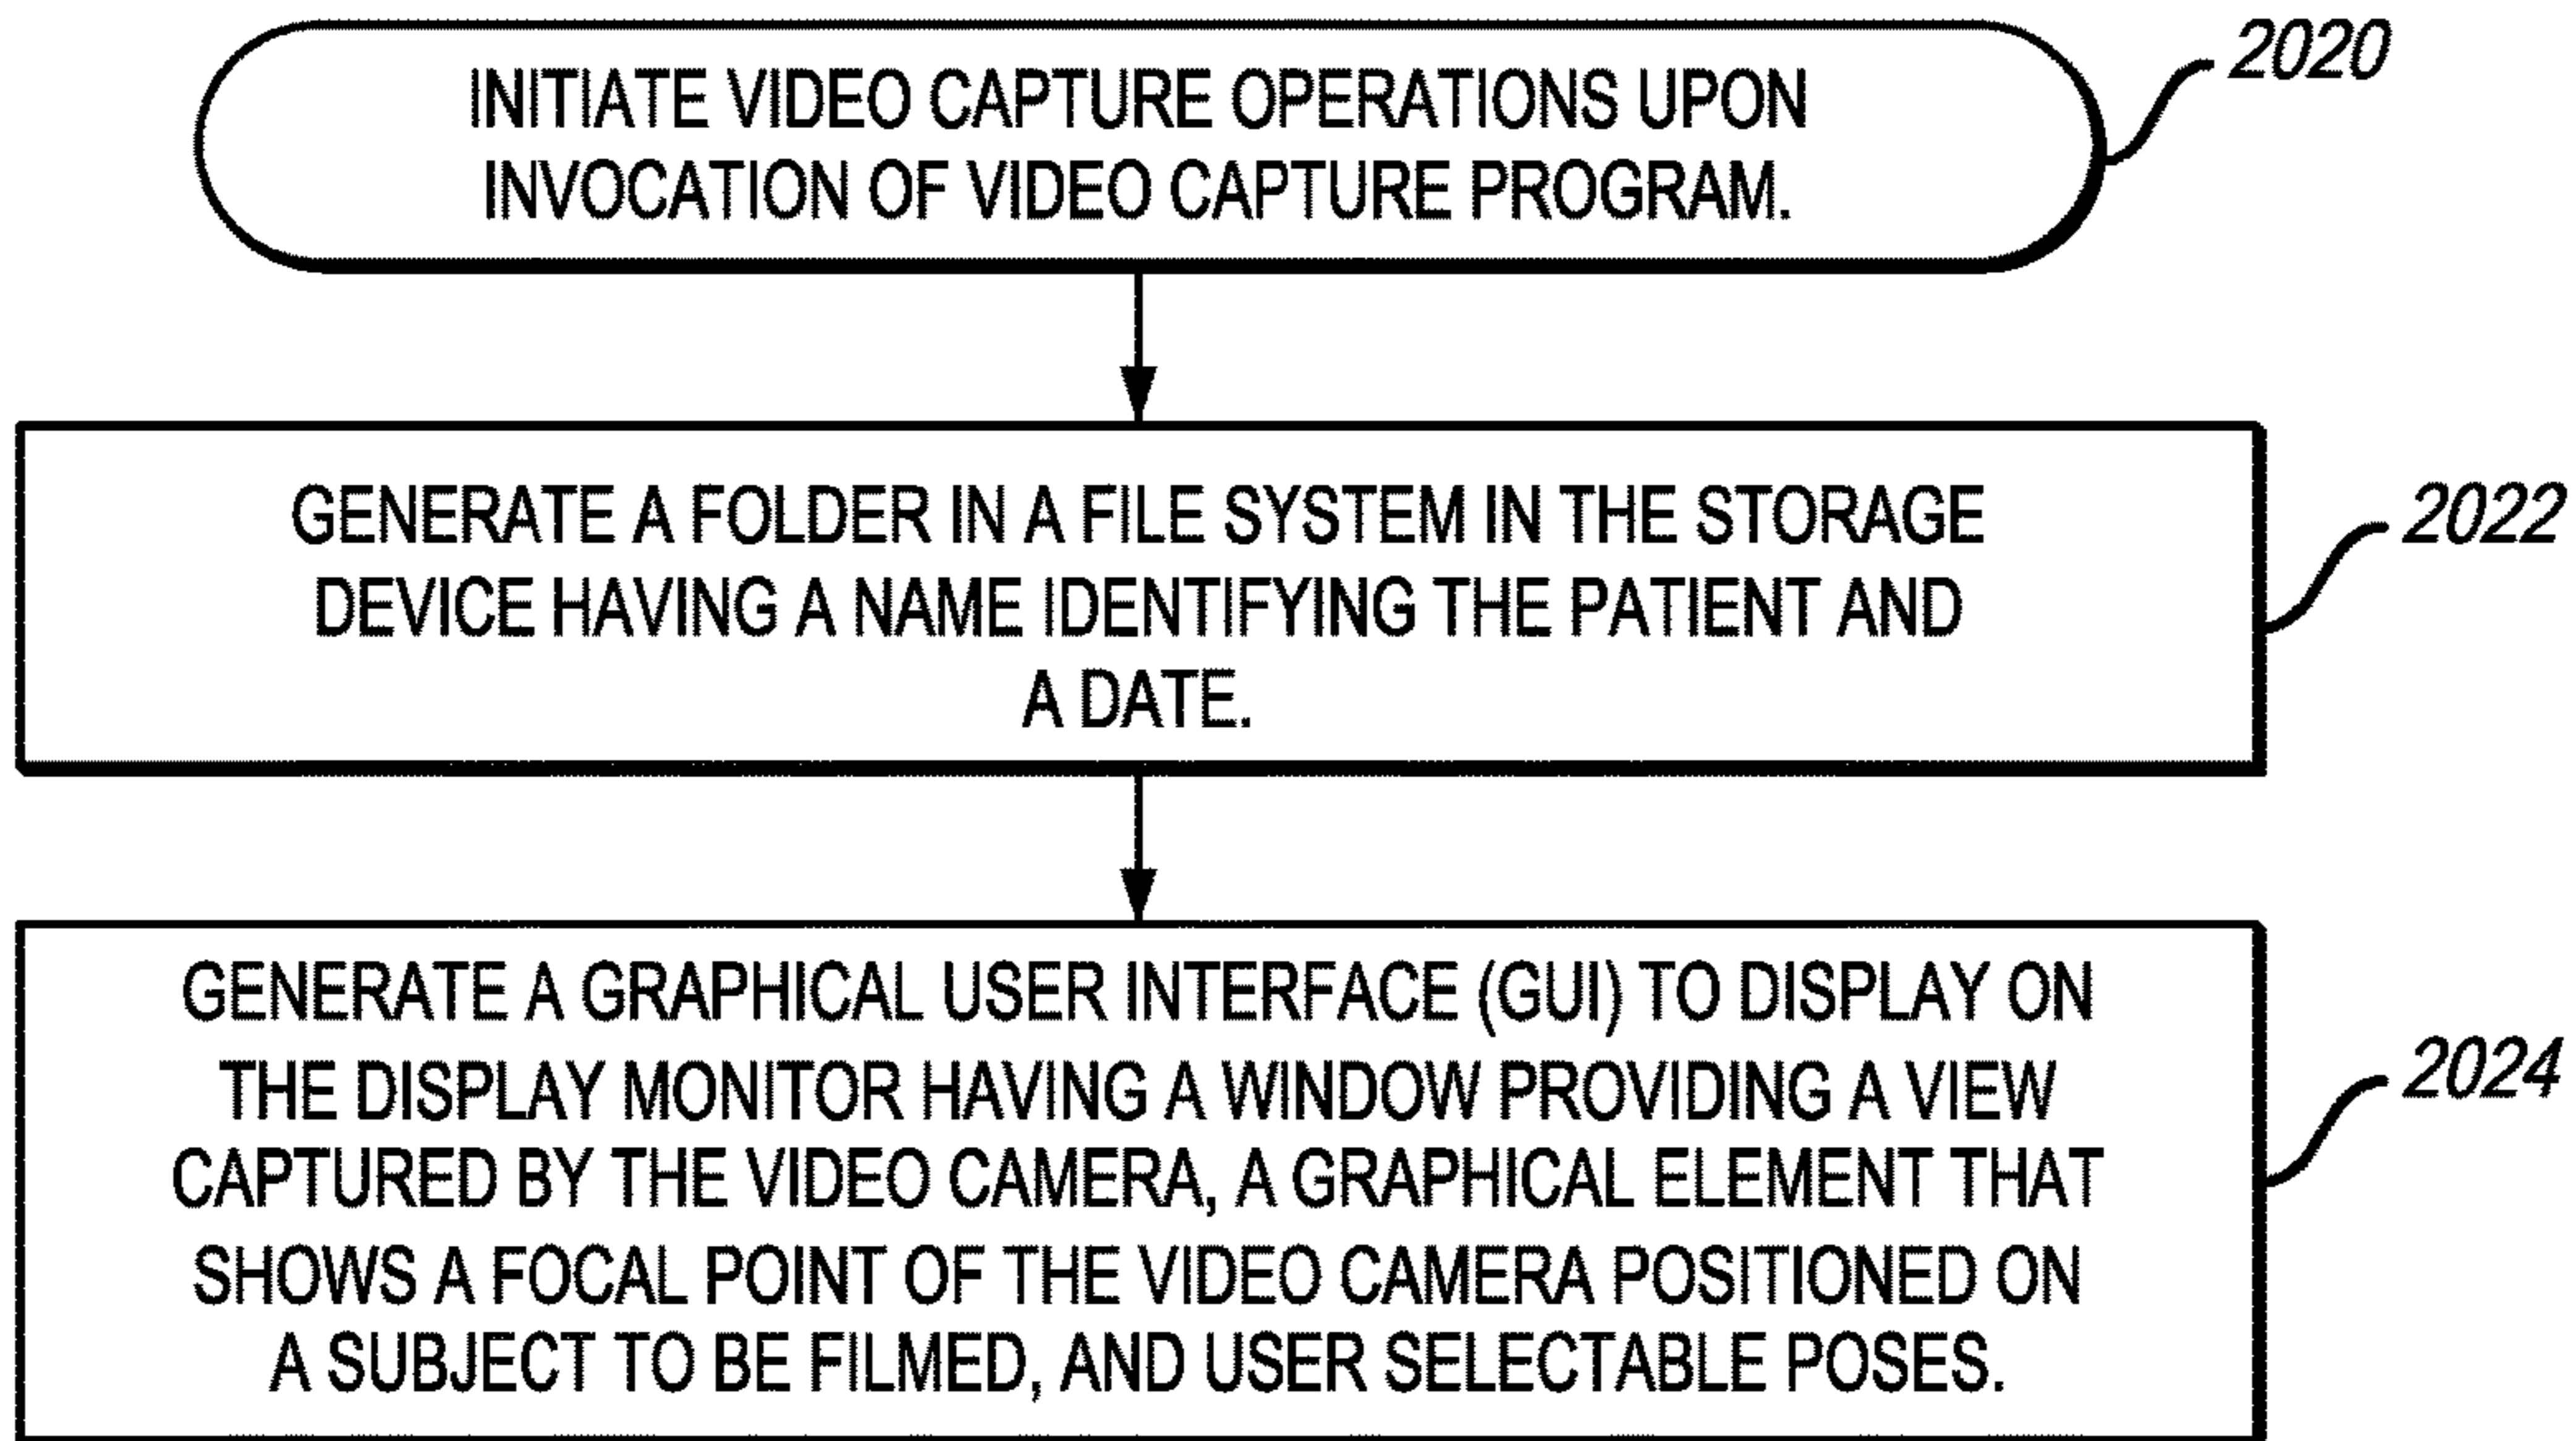 INITIATE VIDEO CAPTURE OPERATIONS UPON
INVOCATION OF VIDEO CAPTURE PROGRAM.
2020
GENERATE A FOLDER IN A FILE SYSTEM IN THE STORAGE
DEVICE HAVING A NAME IDENTIFYING THE PATIENT AND
A DATE.
2022
GENERATE A GRAPHICAL USER INTERFACE (GUI) TO DISPLAY ON
THE DISPLAY MONITOR HAVING A WINDOW PROVIDING A VIEW
CAPTURED BY THE VIDEO CAMERA, A GRAPHICAL ELEMENT THAT
SHOWS A FOCAL POINT OF THE VIDEO CAMERA POSITIONED ON
A SUBJECT TO BE FILMED, AND USER SELECTABLE POSES.
2024